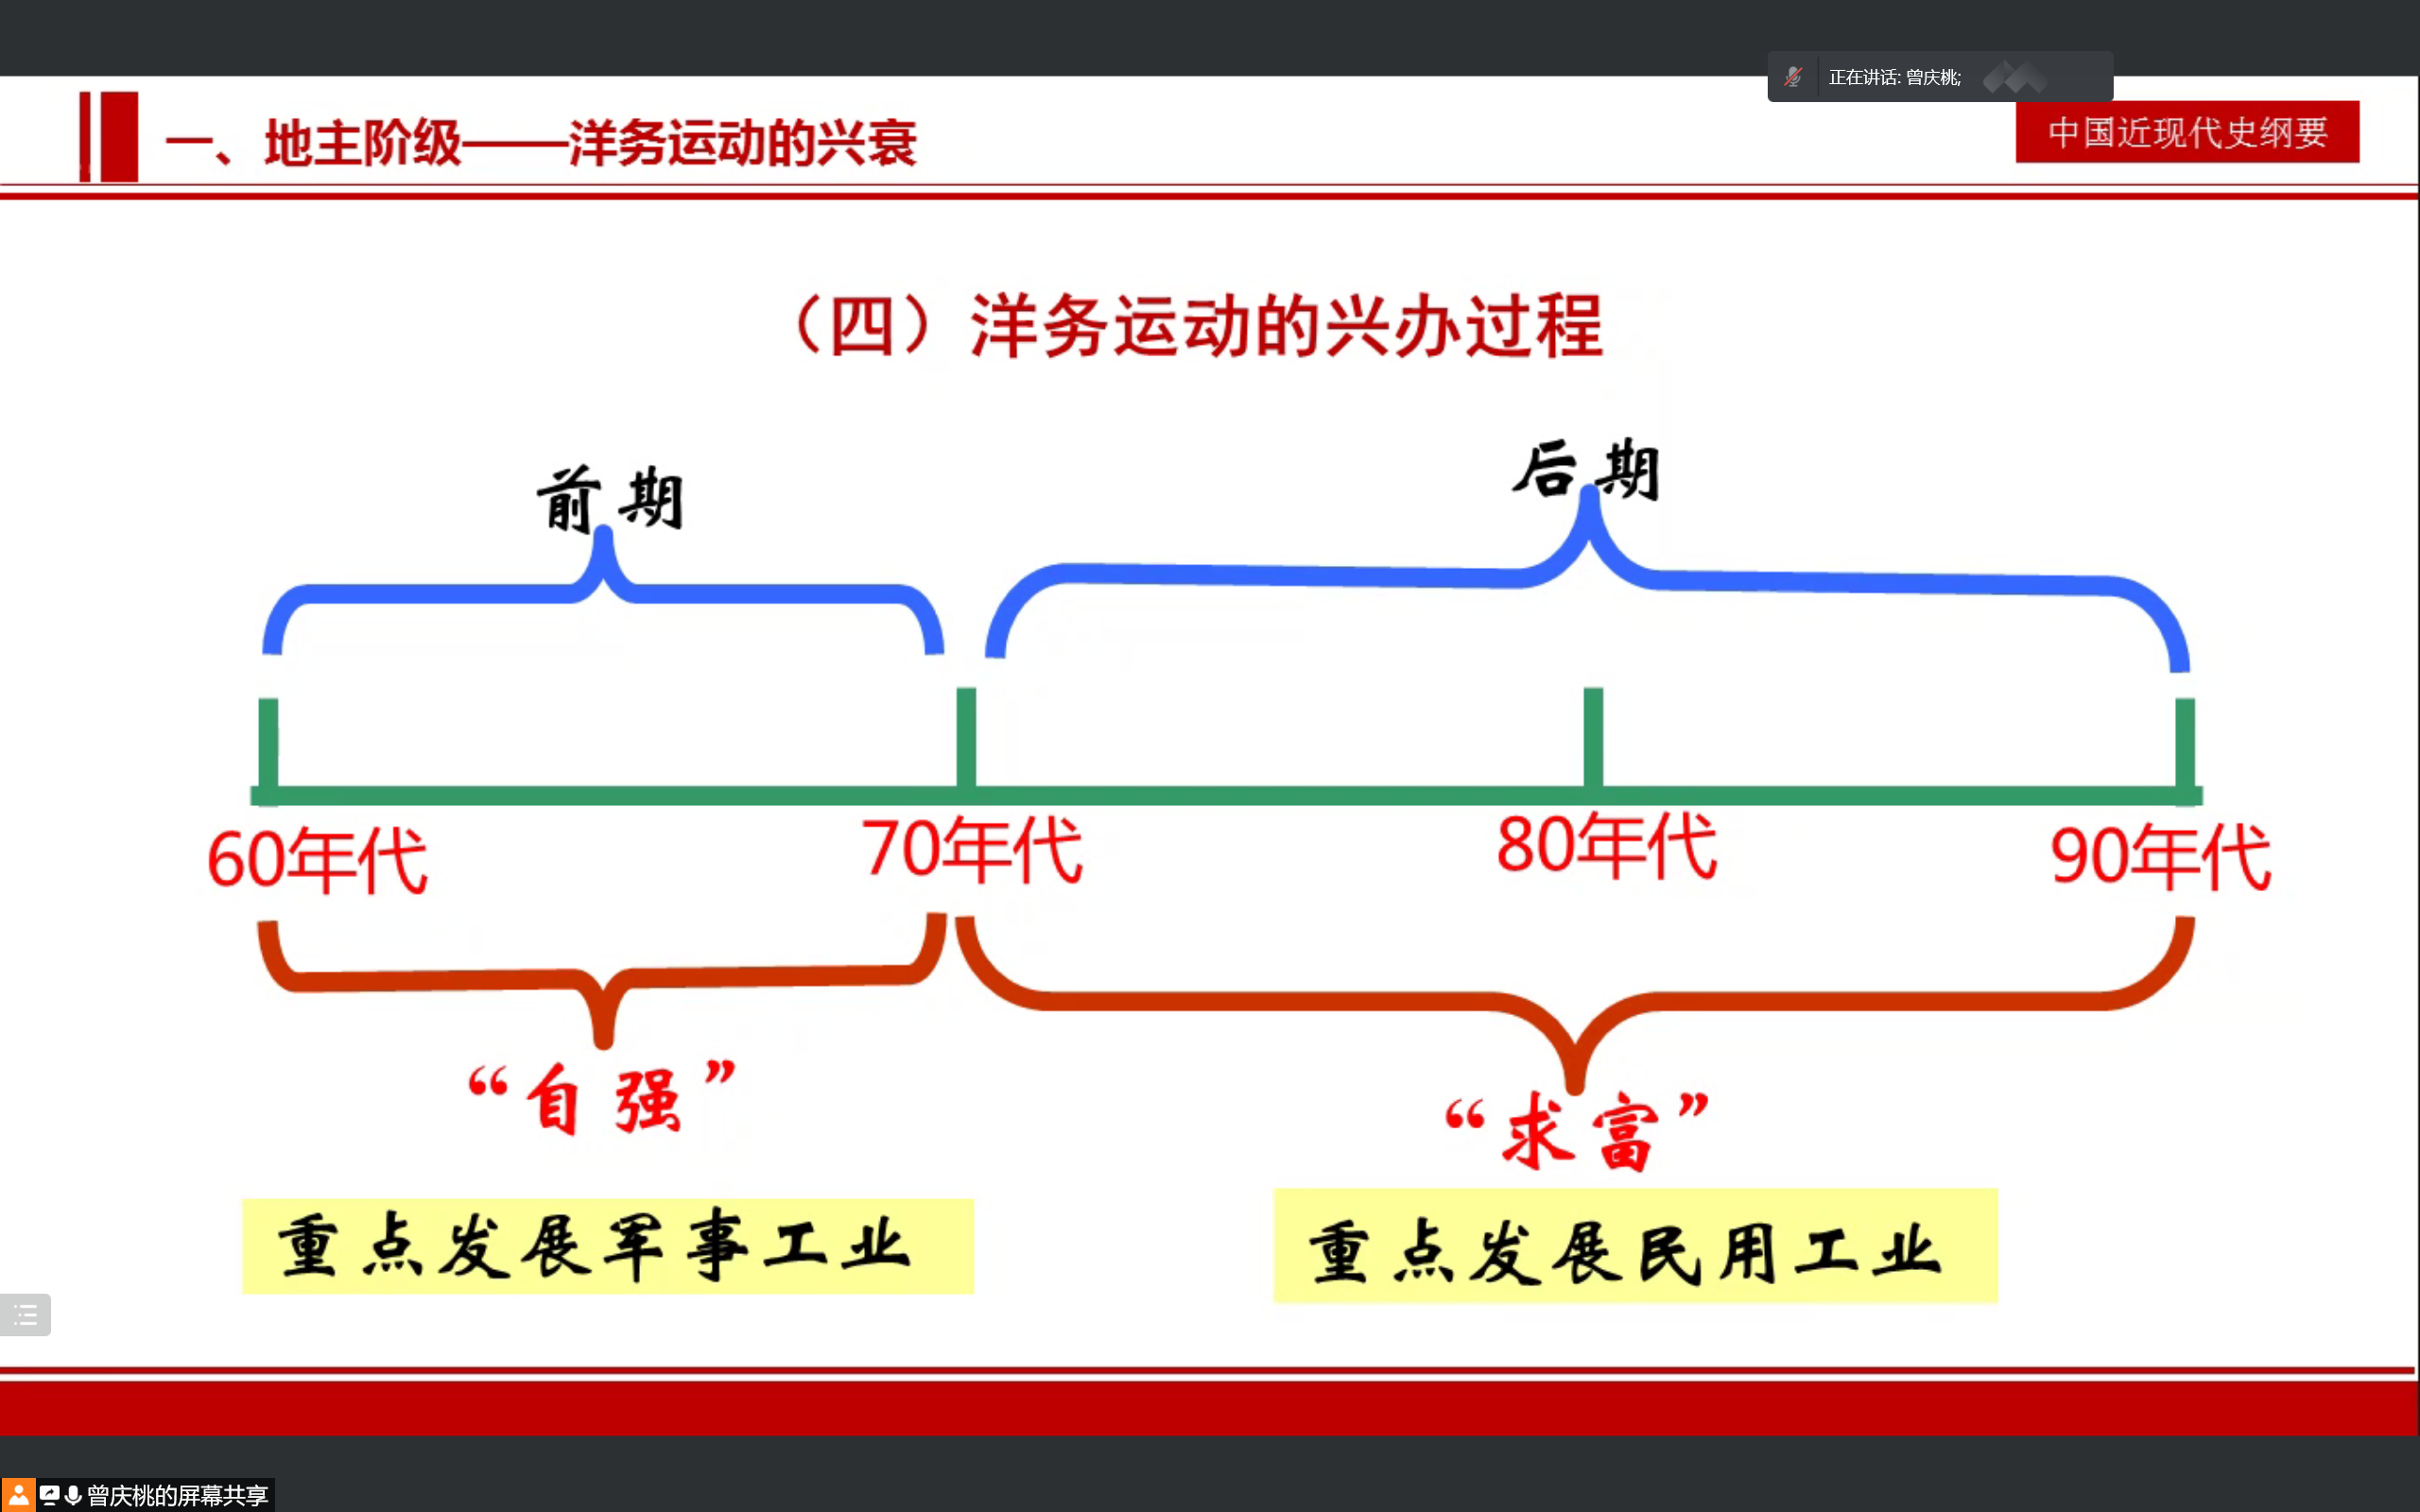 正在讲话: 曾庆桃;
一、地主阶级——洋务运动的兴衰
中国近现代史纲要
（四）洋务运动的兴办过程
前期
后期
60年代
70年代
80年代
90年代
“自强”
“求富”
重点发展军事工业
重点发展民用工业
曾庆桃的屏幕共享